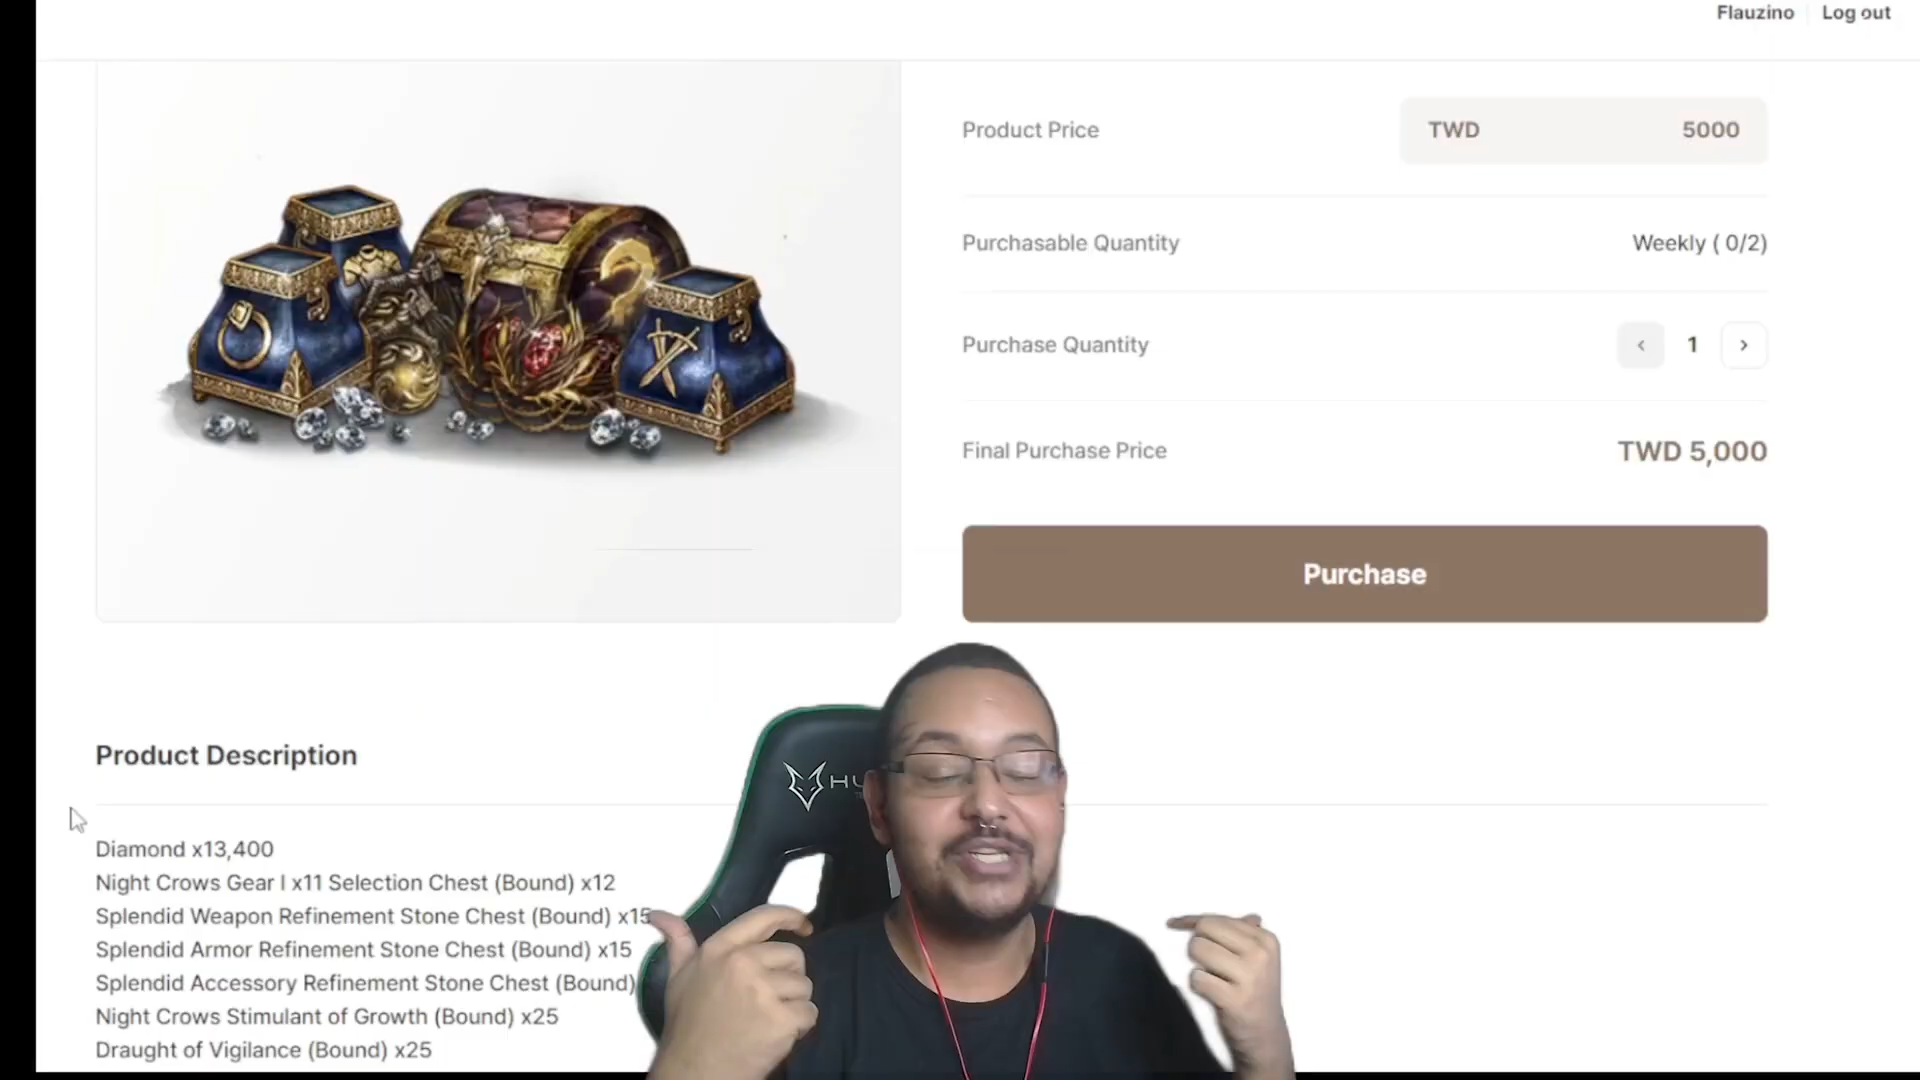 Flauzino Log out
Product Price TWD 5000
Purchasable Quantity Weekly ( 0/2)
Purchase Quantity 1
Final Purchase Price TWD 5,000
Purchase
Product Description
Diamond x13,400
Night Crows Gear I x11 Selection Chest (Bound) x12
Splendid Weapon Refinement Stone Chest (Bound) x15
Splendid Armor Refinement Stone Chest (Bound) x15
Splendid Accessory Refinement Stone Chest (Bound)
Night Crows Stimulant of Growth (Bound) x25
Draught of Vigilance (Bound) x25